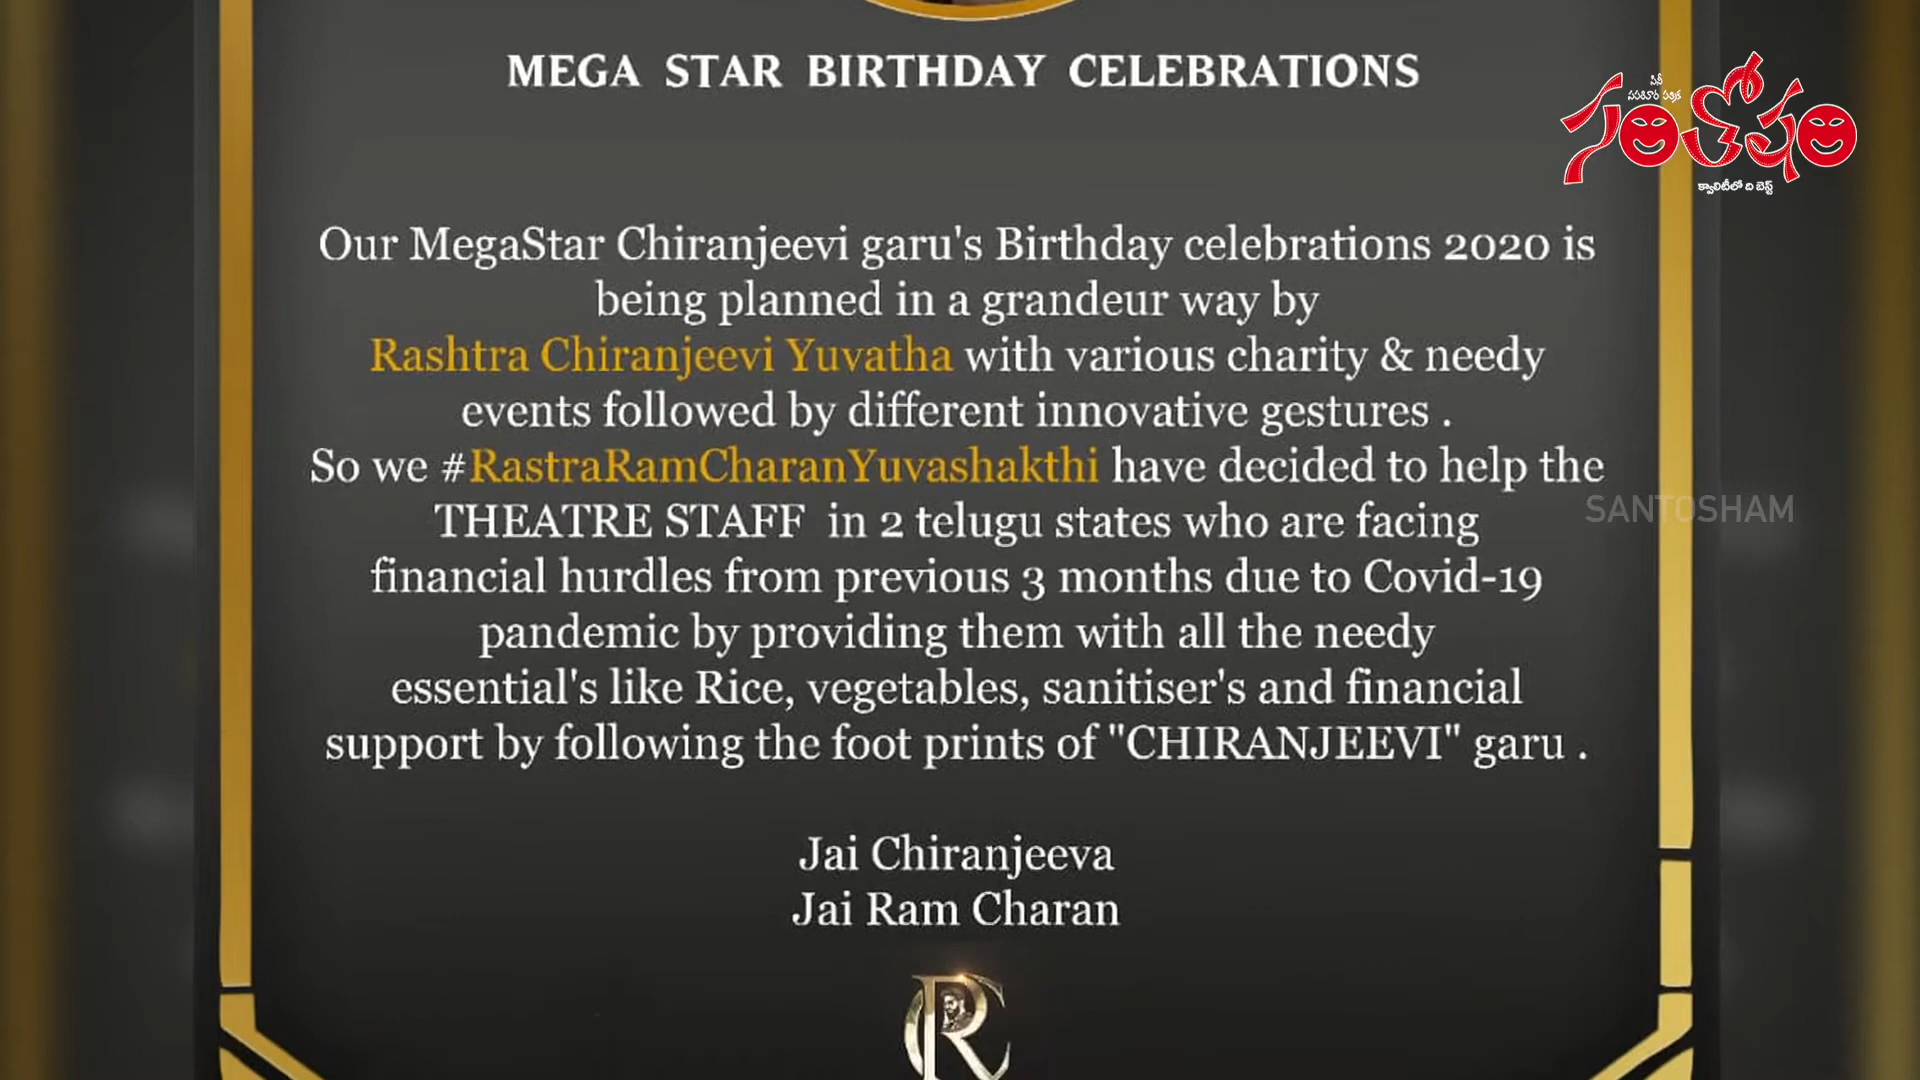 MEGA STAR BIRTHDAY CELEBRATIONS
సినీ
సపరివార పత్రిక
సంతోషం
క్వాలిటీలో ది బెస్ట్
Our MegaStar Chiranjeevi garu's Birthday celebrations 2020 is
being planned in a grandeur way by
Rashtra Chiranjeevi Yuvatha with various charity & needy
events followed by different innovative gestures .
So we #RastraRamCharanYuvashakthi have decided to help the
SANTOSHAM
THEATRE STAFF in 2 telugu states who are facing
financial hurdles from previous 3 months due to Covid-19
pandemic by providing them with all the needy
essential's like Rice, vegetables, sanitiser's and financial
support by following the foot prints of "CHIRANJEEVI" garu .
Jai Chiranjeeva
Jai Ram Charan
RC